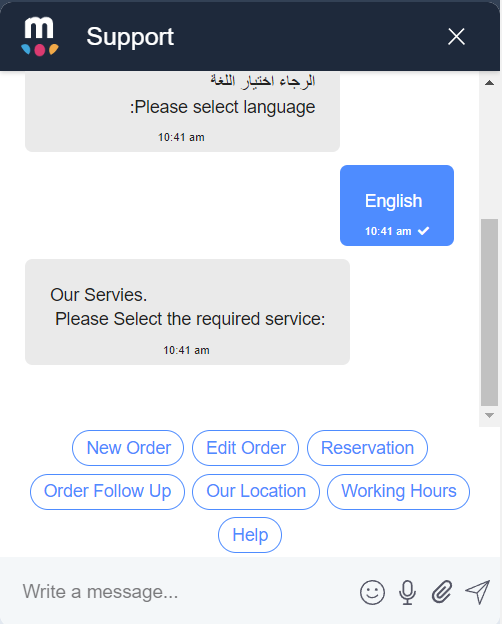 m
Support
الرجاء اختيار اللغة
:Please select language
10:41 am
English
10:41 am
Our Servies.
Please Select the required service:
10:41 am
New Order
Edit Order
Reservation
Order Follow Up
Our Location
Working Hours
Help
Write a message...